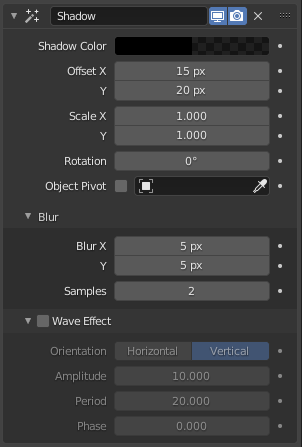 Shadow
Shadow Color
Offset X 15 px
Y 20 px
Scale X 1.000
Y 1.000
Rotation 0°
Object Pivot
Blur
Blur X 5 px
Y 5 px
Samples 2
Wave Effect
Orientation Horizontal Vertical
Amplitude 10.000
Period 20.000
Phase 0.000